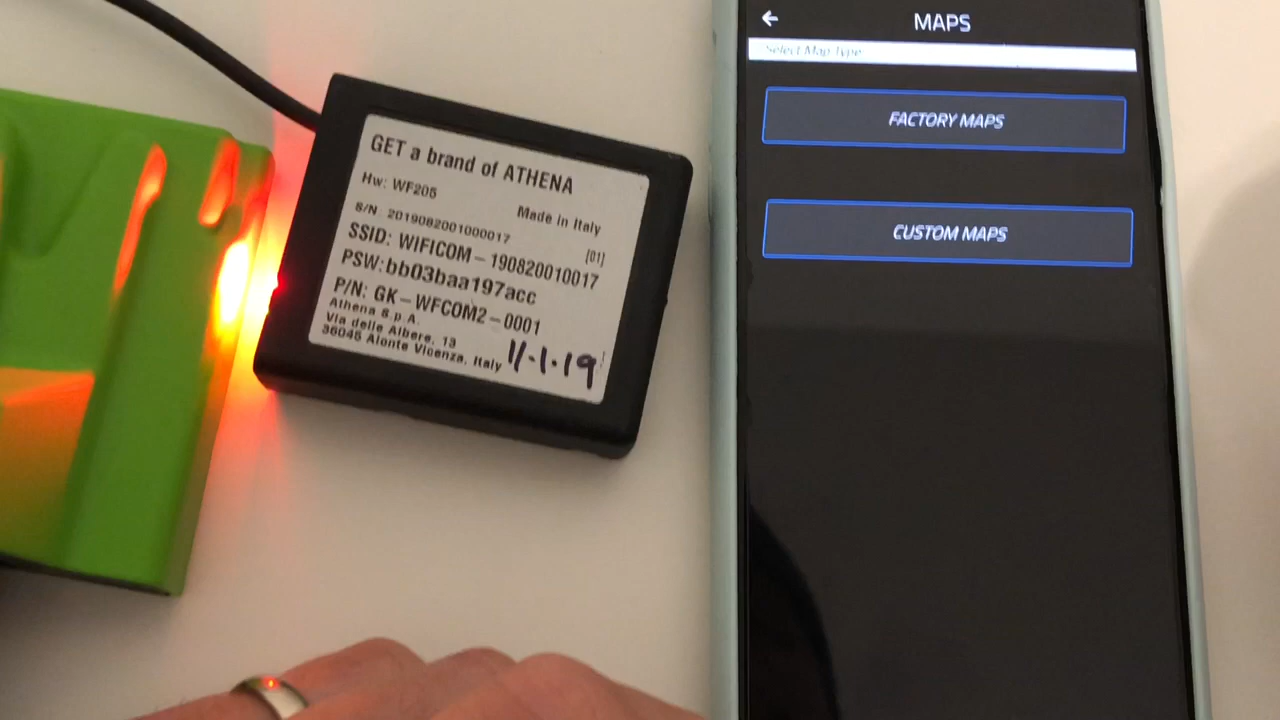 GET a brand of ATHENA
Hw: WF205
Made in Italy
S/N. 2019082001000017
[01]
SSID: WIFICOM-190820010017
PSW: bb03baa197acc
P/N: GK-WFCOM2-0001
Athena S.p.A.
Via delle Albere, 13
36045 Alonte Vicenza, Italy
11.1.19
MAPS
Select Map Type
FACTORY MAPS
CUSTOM MAPS